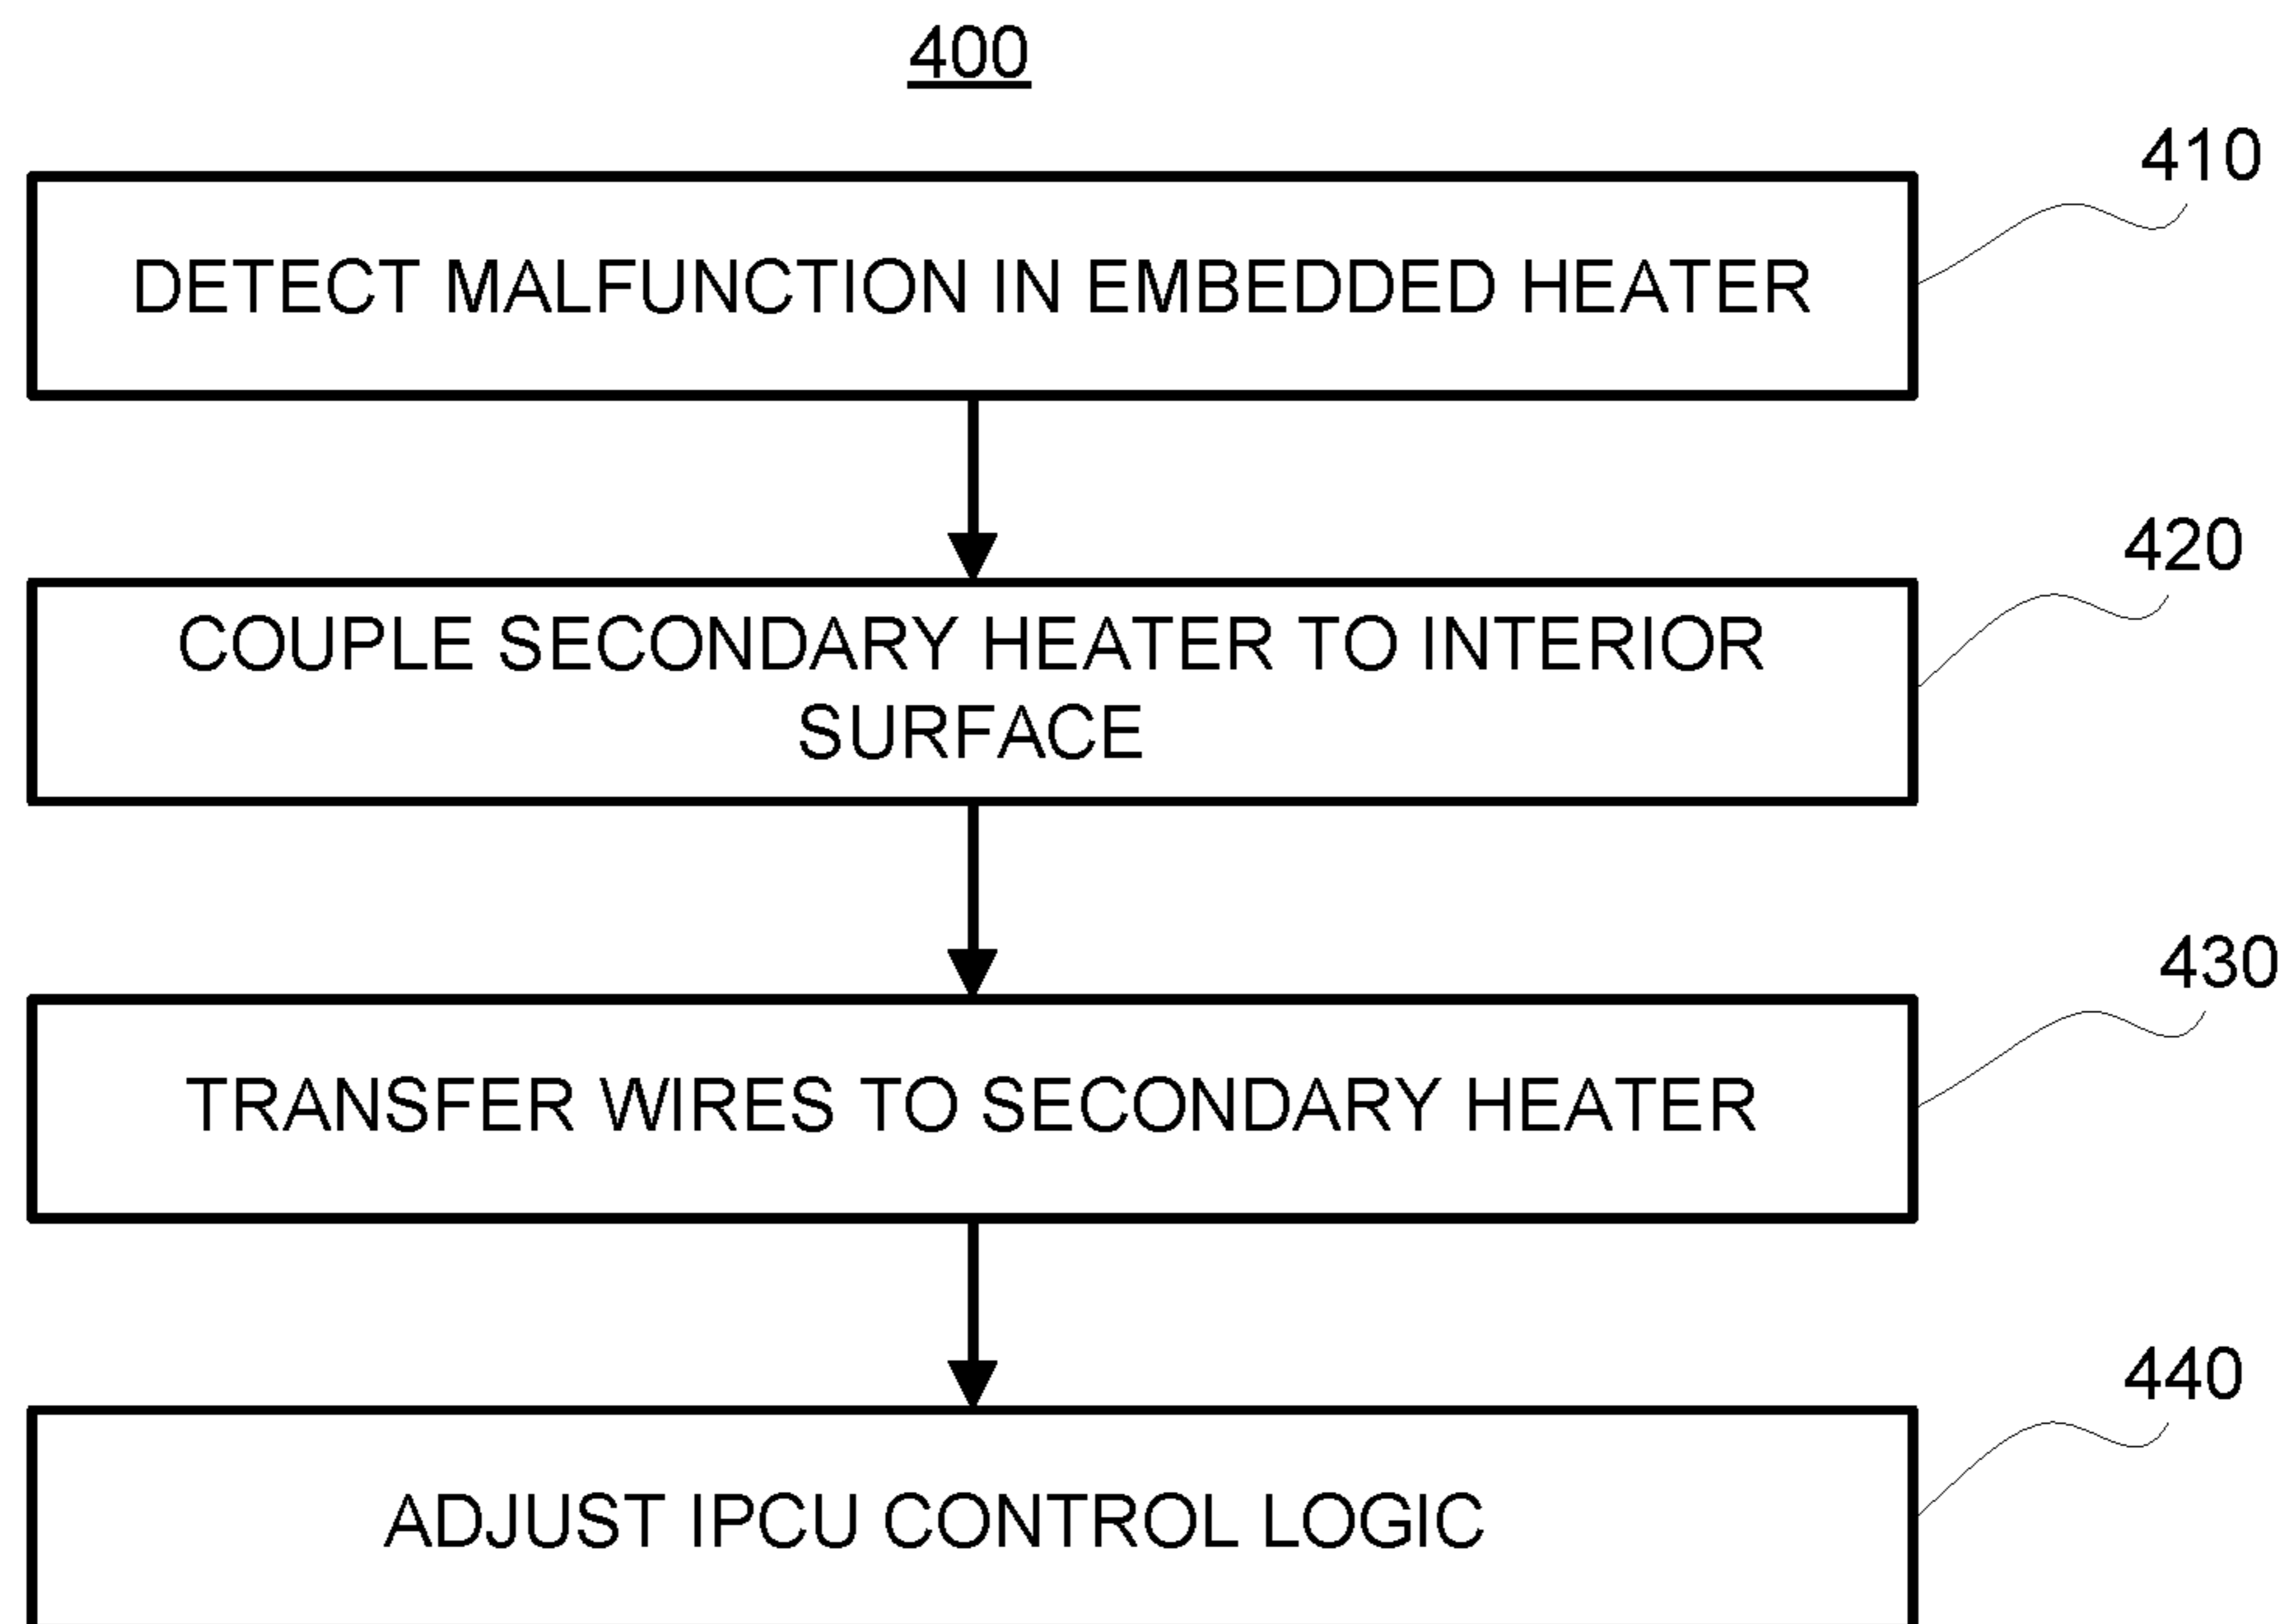 400
410
DETECT MALFUNCTION IN EMBEDDED HEATER
420
COUPLE SECONDARY HEATER TO INTERIOR
SURFACE
430
TRANSFER WIRES TO SECONDARY HEATER
440
ADJUST IPCU CONTROL LOGIC